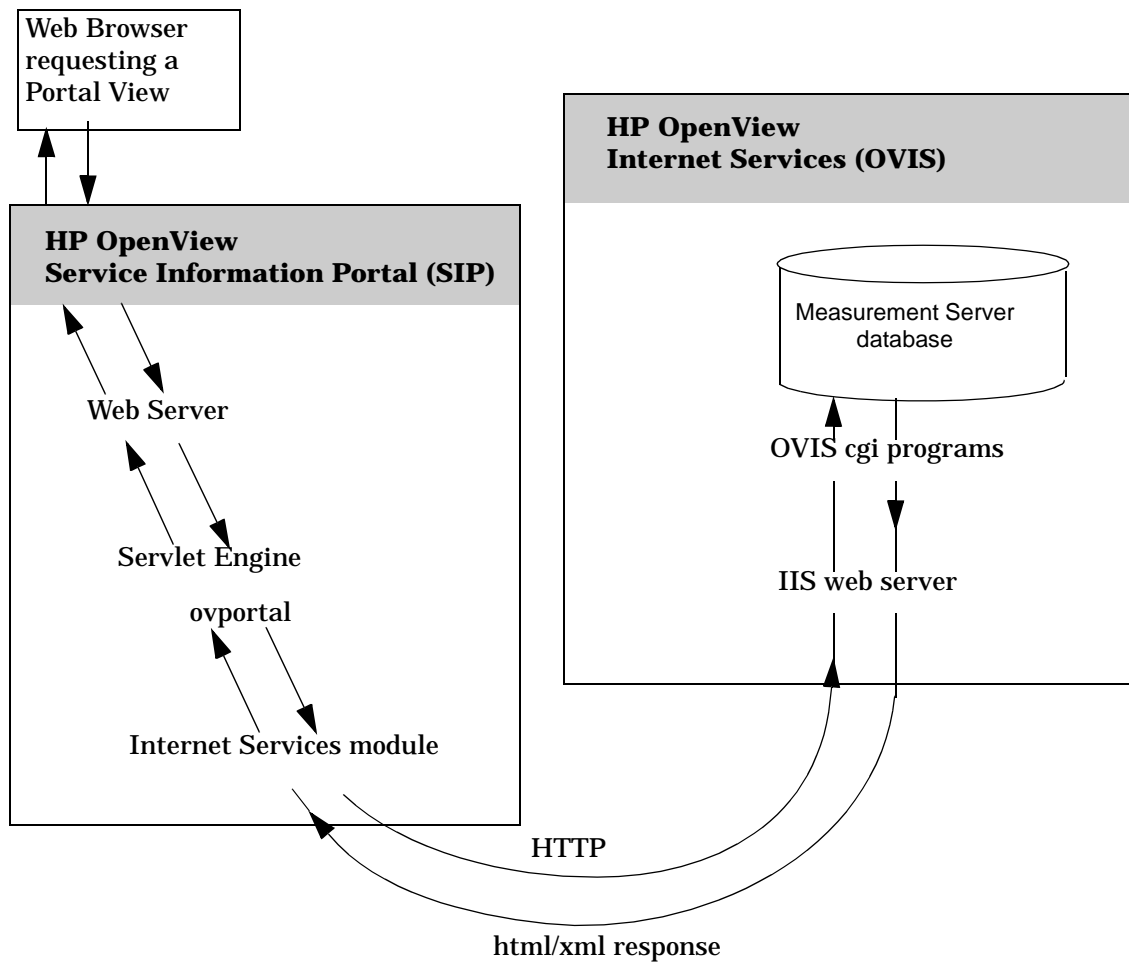 Web Browser
requesting a
Portal View
HP OpenView
Internet Services (OVIS)
HP OpenView
Service Information Portal (SIP)
Measurement Server
database
Web Server
OVIS cgi programs
Servlet Engine
IIS web server
ovportal
Internet Services module
HTTP
html/xml response